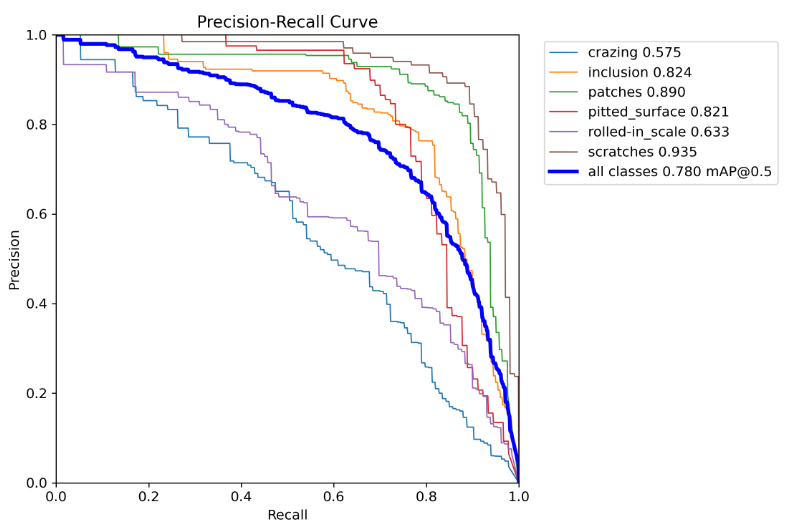 Precision-Recall Curve
1.0
0.8
0.6
0.4
0.2
0.0
Precision
0.0 0.2 0.4 0.6 0.8 1.0
Recall
crazing 0.575
inclusion 0.824
patches 0.890
pitted_surface 0.821
rolled-in_scale 0.633
scratches 0.935
all classes 0.780 mAP@0.5